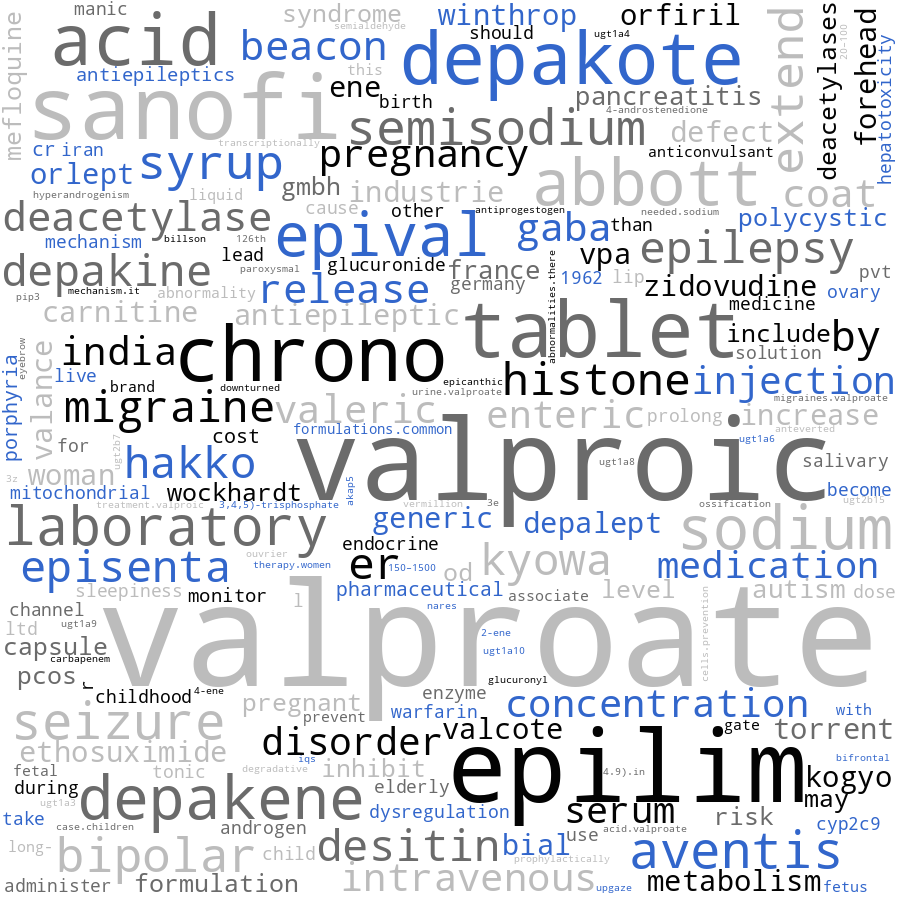 manic
syndrome
semialdehyde
winthrop
orfiril
acid
beacon
should
ugt1a4
depakote
extend
deacetylases
20–100
forehead
hepatotoxicity
mefloquine
antiepileptics
this
sanofi
ene
birth
pancreatitis
4-androstenedione
semisodium
defect
transcriptionally
cr
iran
syrup
pregnancy
anticonvulsant
orlept
hyperandrogenism
liquid
gmbh
industrie
abbott
coat
deacetylase
cause
other
antiprogestogen
needed.sodium
polycystic
mechanism
billson
126th
epival
gaba
than
lead
vpa
epilepsy
depakine
paroxysmal
glucuronide
france
abnormalities.there
1962
lip
pvt
pip3
mechanism.it
abnormality
release
germany
zidovudine
ovary
medicine
carnitine
antiepileptic
tablet
include
by
solution
india
chrono
porphyria
eyebrow
valance
live
brand
downturned
epicanthic
urine.valproate
histone
injection
migraines.valproate
migraine
valeric
enteric
prolong
increase
cost
formulations.common
ugt1a6
anteverted
for
ugt2b7
hakko
valproic
ugt1a8
salivary
3z
woman
mitochondrial
wockhardt
akap5
become
treatment.valproic
3,4,5)-trisphosphate
vermillion
3e
ossification
ugt2b15
laboratory
generic
depalept
sodium
endocrine
ouvrier
episenta
therapy.women
er
150–1500
od
kyowa
medication
sleepiness
monitor
l
pharmaceutical
associate
level
autism
dose
channel
nares
ltd
ugt1a9
valproate
2-ene
cells.prevention
capsule
carbapenem
ugt1a10
pcos
r
glucuronyl
childhood
4-ene
pregnant
enzyme
concentration
prevent
warfarin
with
seizure
disorder
valcote
gate
torrent
ethosuximide
iqs
epilim
bifrontal
fetal
tonic
degradative
inhibit
4.9).in
kogyo
during
elderly
may
ugt1a3
depakene
dysregulation
serum
risk
take
case.children
androgen
use
acid.valproate
cyp2c9
long-
bipolar
child
desitin
bial
prophylactically
aventis
administer
formulation
intravenous
upgaze
metabolism
fetus